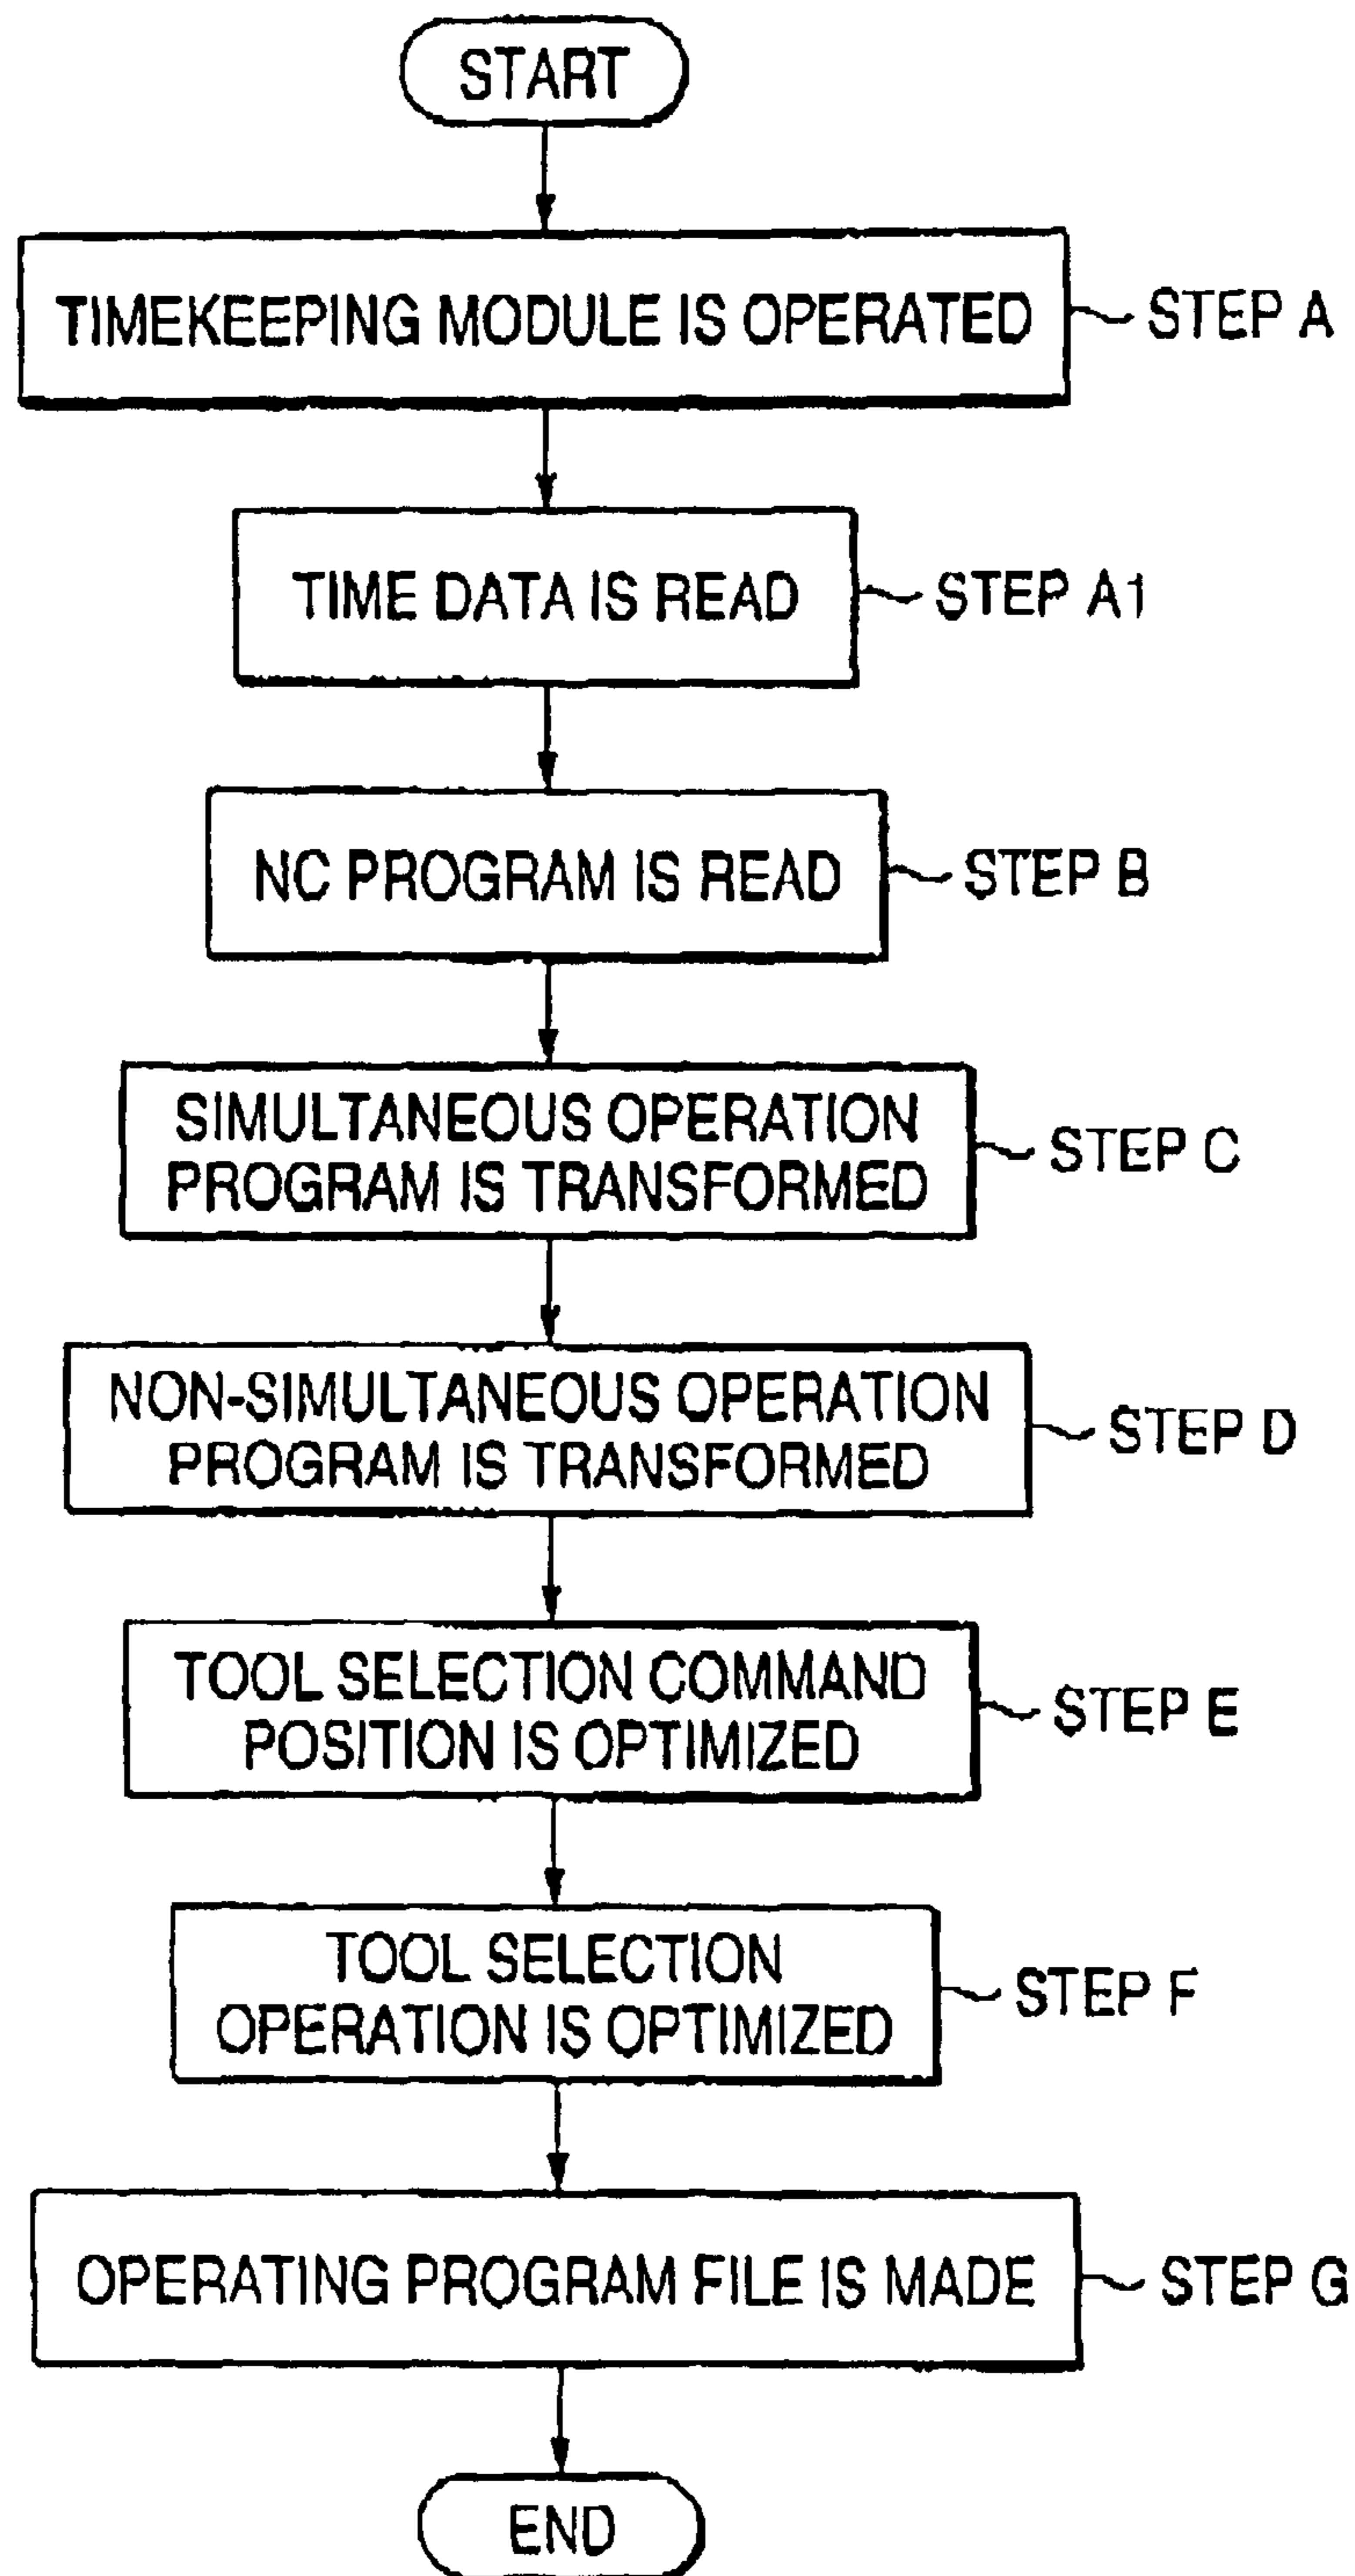 START
TIMEKEEPING MODULE IS OPERATED
STEP A
TIME DATA IS READ
STEP A1
NC PROGRAM IS READ
STEP B
SIMULTANEOUS OPERATION
PROGRAM IS TRANSFORMED
STEP C
NON-SIMULTANEOUS OPERATION
PROGRAM IS TRANSFORMED
STEP D
TOOL SELECTION COMMAND
POSITION IS OPTIMIZED
STEP E
TOOL SELECTION
OPERATION IS OPTIMIZED
STEP F
OPERATING PROGRAM FILE IS MADE
STEP G
END